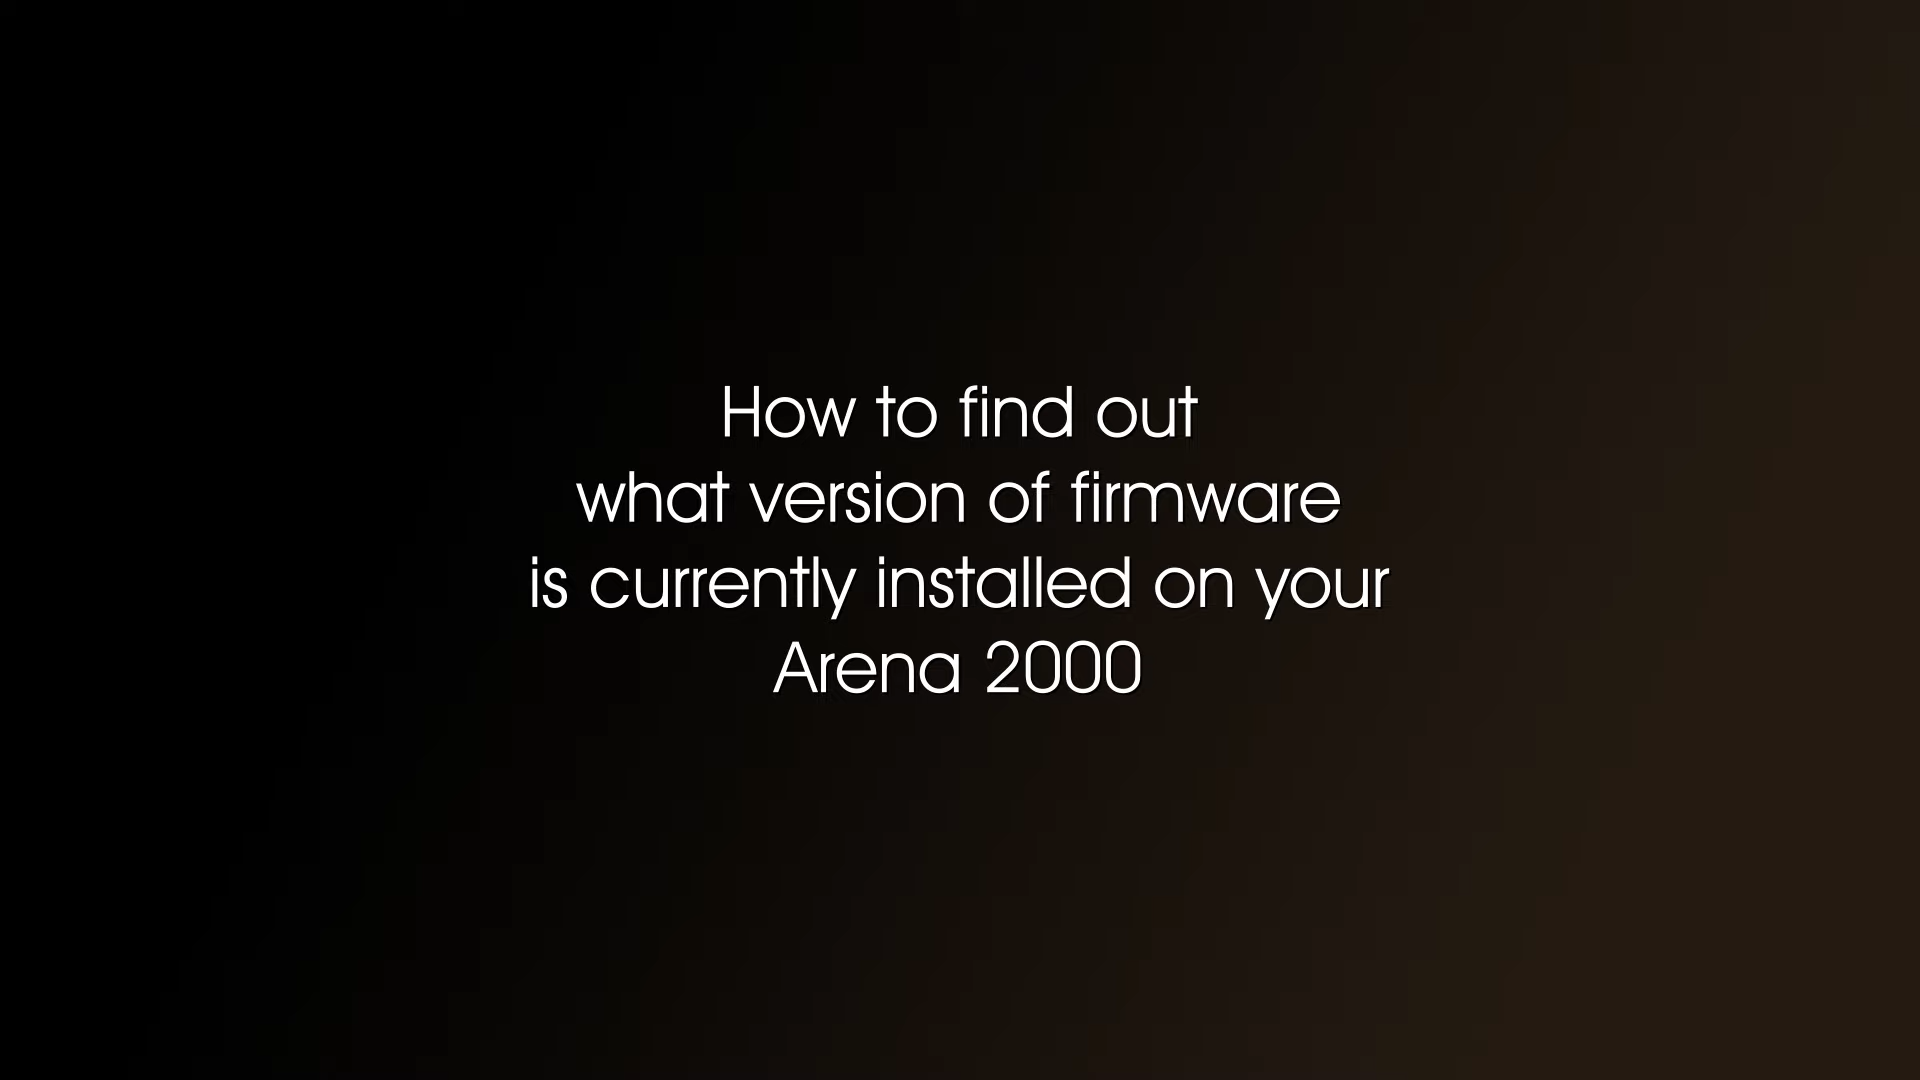 How to find out
what version of firmware
is currently installed on your
Arena 2000